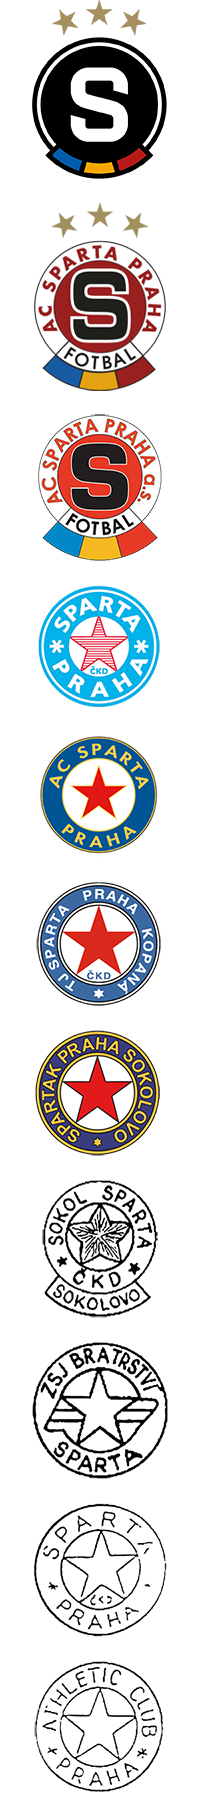 S
AC SPARTA PRAHA
S
FOTBAL
AC SPARTA PRAHA a.s
S
FOTBAL
SPARTA
ČKD
* PRAHA *
AC SPARTA
PRAHA
TJ SPARTA PRAHA KOPANÁ
ČKD
SPARTAK PRAHA SOKOLOVO
SOKOL SPARTA
ČKD
SOKOLOVO
ZSJ BRATRSTVÍ
SPARTA
SPARTA
* PRAHA *
ATHLETIC CLUB
* PRAHA *